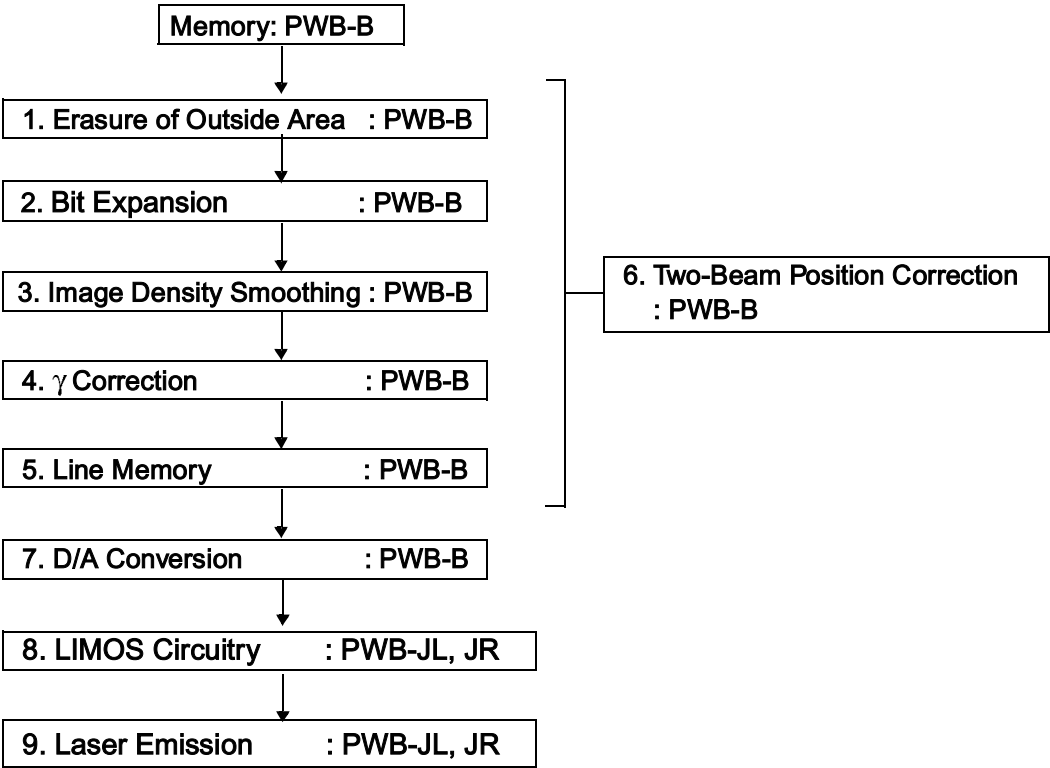 Memory: PWB-B
1. Erasure of Outside Area : PWB-B
2. Bit Expansion : PWB-B
3. Image Density Smoothing : PWB-B
4. γ Correction : PWB-B
5. Line Memory : PWB-B
6. Two-Beam Position Correction
: PWB-B
7. D/A Conversion : PWB-B
8. LIMOS Circuitry : PWB-JL, JR
9. Laser Emission : PWB-JL, JR